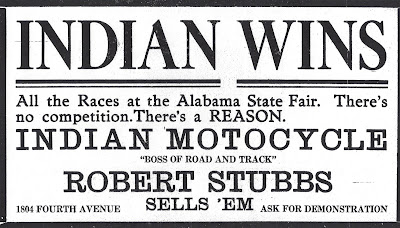 INDIAN WINS
All the Races at the Alabama State Fair. There's
no competition.There's a REASON.
INDIAN MOTOCYCLE
"BOSS OF ROAD AND TRACK"
ROBERT STUBBS
1804 FOURTH AVENUE SELLS 'EM ASK FOR DEMONSTRATION